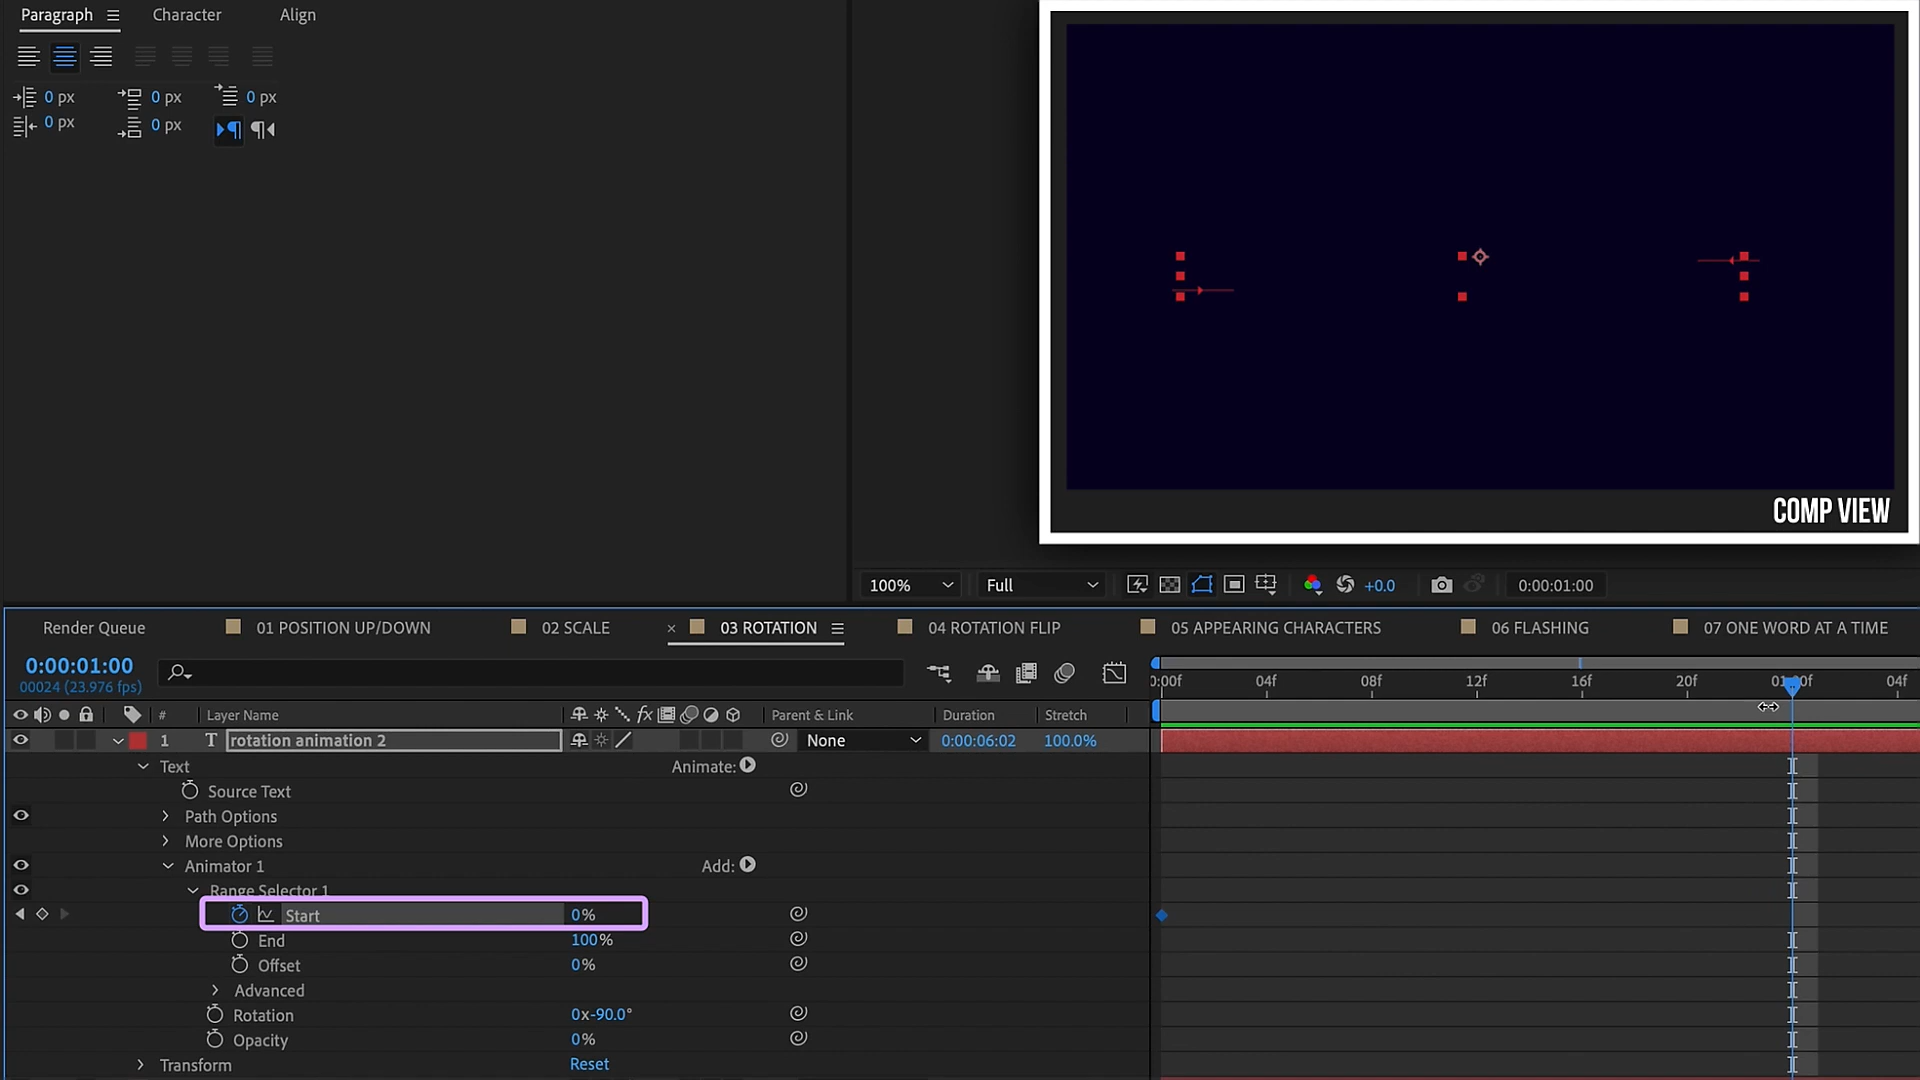 Paragraph Character Align
0 px 0 px 0 px
0 px 0 px
COMP VIEW
100% Full +0.0 0:00:01:00
Render Queue 01 POSITION UP/DOWN 02 SCALE × 03 ROTATION 04 ROTATION FLIP 05 APPEARING CHARACTERS 06 FLASHING 07 ONE WORD AT A TIME
0:00:01:00
00024 (23.976 fps)
0:00f 04f 08f 12f 16f 20f 01:00f 04f
# Layer Name fx Parent & Link Duration Stretch
1 T rotation animation 2 None 0:00:06:02 100.0%
Text Animate:
Source Text
Path Options
More Options
Animator 1 Add:
Range Selector 1
Start 0%
End 100%
Offset 0%
Advanced
Rotation 0x-90.0°
Opacity 0%
Transform Reset